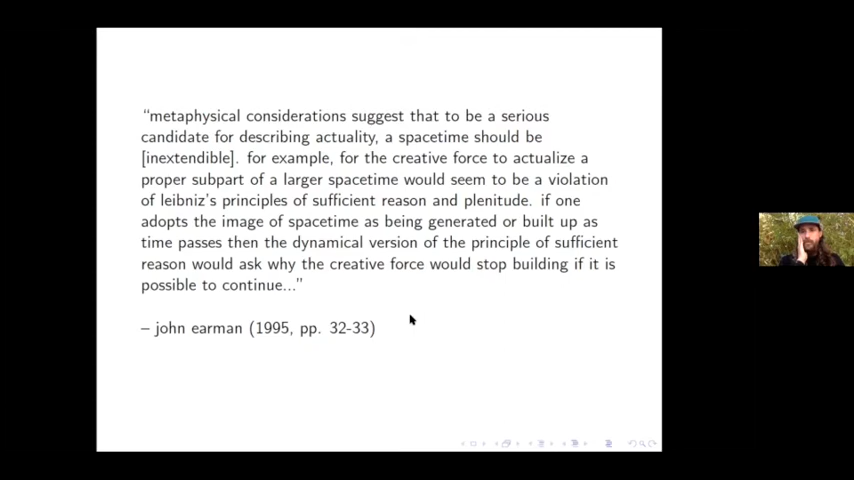 “metaphysical considerations suggest that to be a serious
candidate for describing actuality, a spacetime should be
[inextendible]. for example, for the creative force to actualize a
proper subpart of a larger spacetime would seem to be a violation
of leibniz's principles of sufficient reason and plenitude. if one
adopts the image of spacetime as being generated or built up as
time passes then the dynamical version of the principle of sufficient
reason would ask why the creative force would stop building if it is
possible to continue...”
– john earman (1995, pp. 32-33)